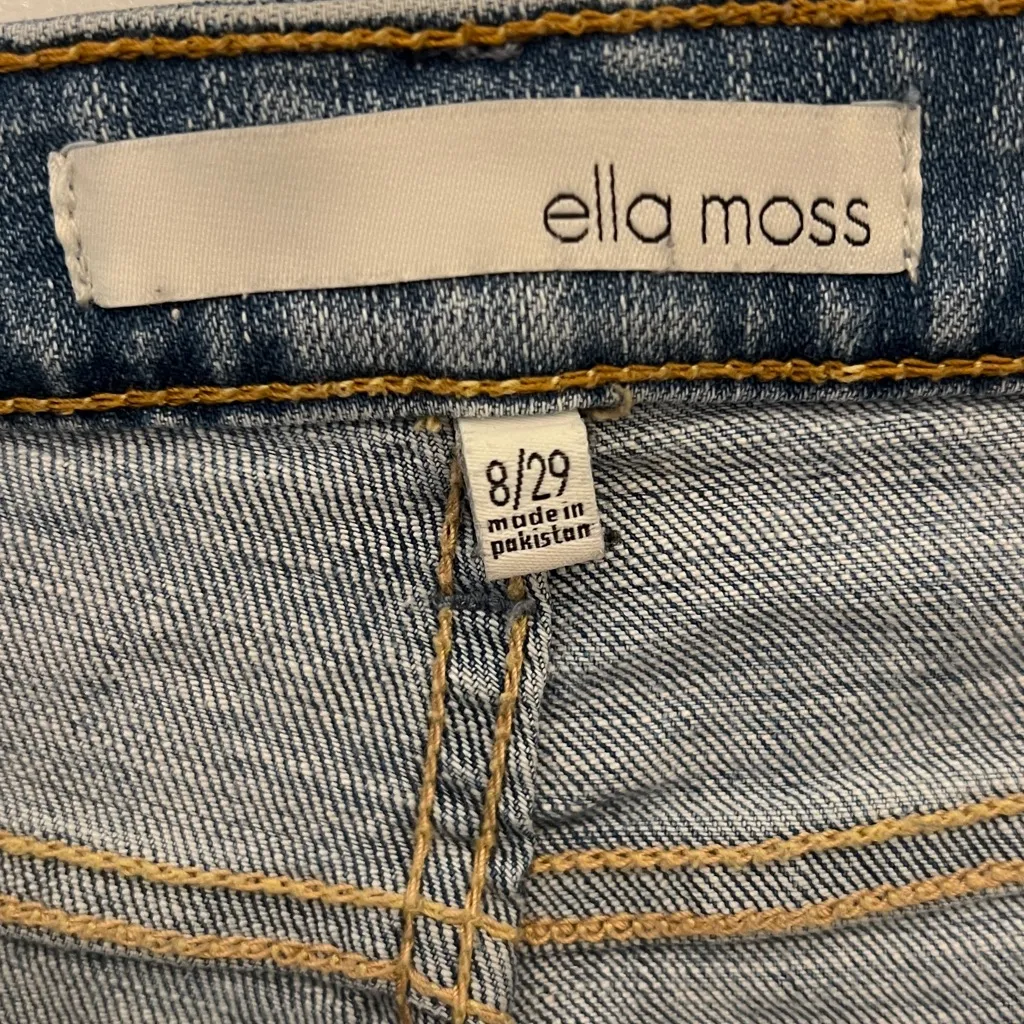 ella moss
8/29
made in
pakistan